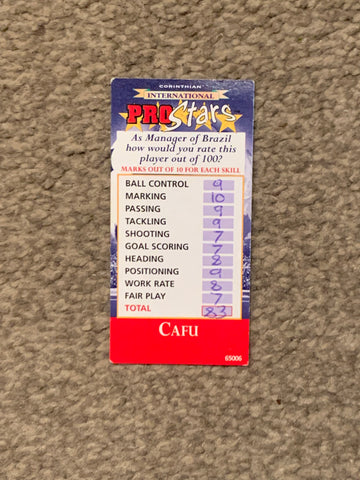 CORINTHIAN
INTERNATIONAL
PRO Stars
As Manager of Brazil
how would you rate this
player out of 100?
MARKS OUT OF 10 FOR EACH SKILL
BALL CONTROL 9
MARKING 10
PASSING 9
TACKLING 9
SHOOTING 7
GOAL SCORING 7
HEADING 8
POSITIONING 9
WORK RATE 8
FAIR PLAY 7
TOTAL 83
CAFU
65006